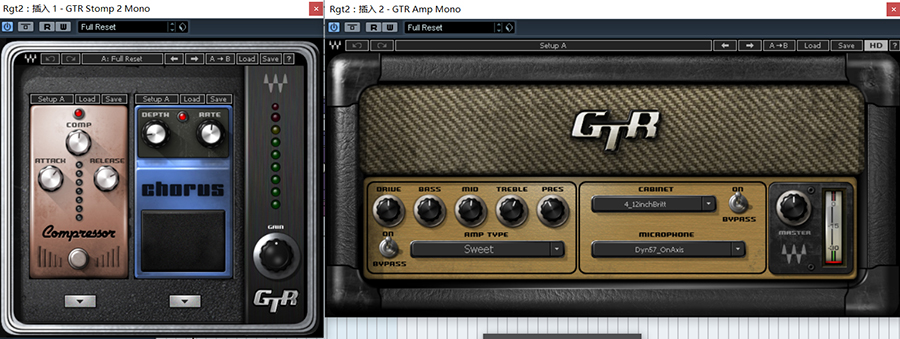 Rgt2：插入 1 - GTR Stomp 2 Mono
R W Full Reset
A: Full Reset A→B Load Save ?
Setup A Load Save Setup A Load Save
COMP
ATTACK RELEASE
Compressor
DEPTH RATE
chorus
GAIN
GTR
Rgt2：插入 2 - GTR Amp Mono
R W Full Reset
Setup A A→B Load Save HD ?
GTR
DRIVE BASS MID TREBLE PRES
ON
BYPASS
AMP TYPE
Sweet
CABINET
4_12inchBritt
ON
BYPASS
MICROPHONE
Dyn57_OnAxis
MASTER